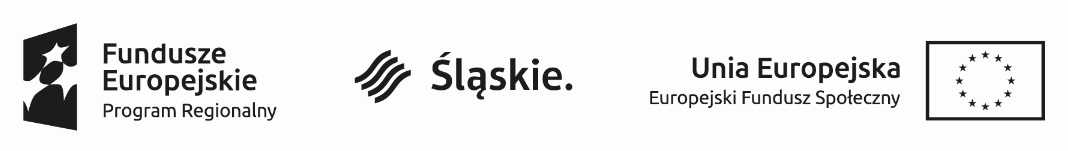 Fundusze
Europejskie
Program Regionalny
Śląskie.
Unia Europejska
Europejski Fundusz Społeczny